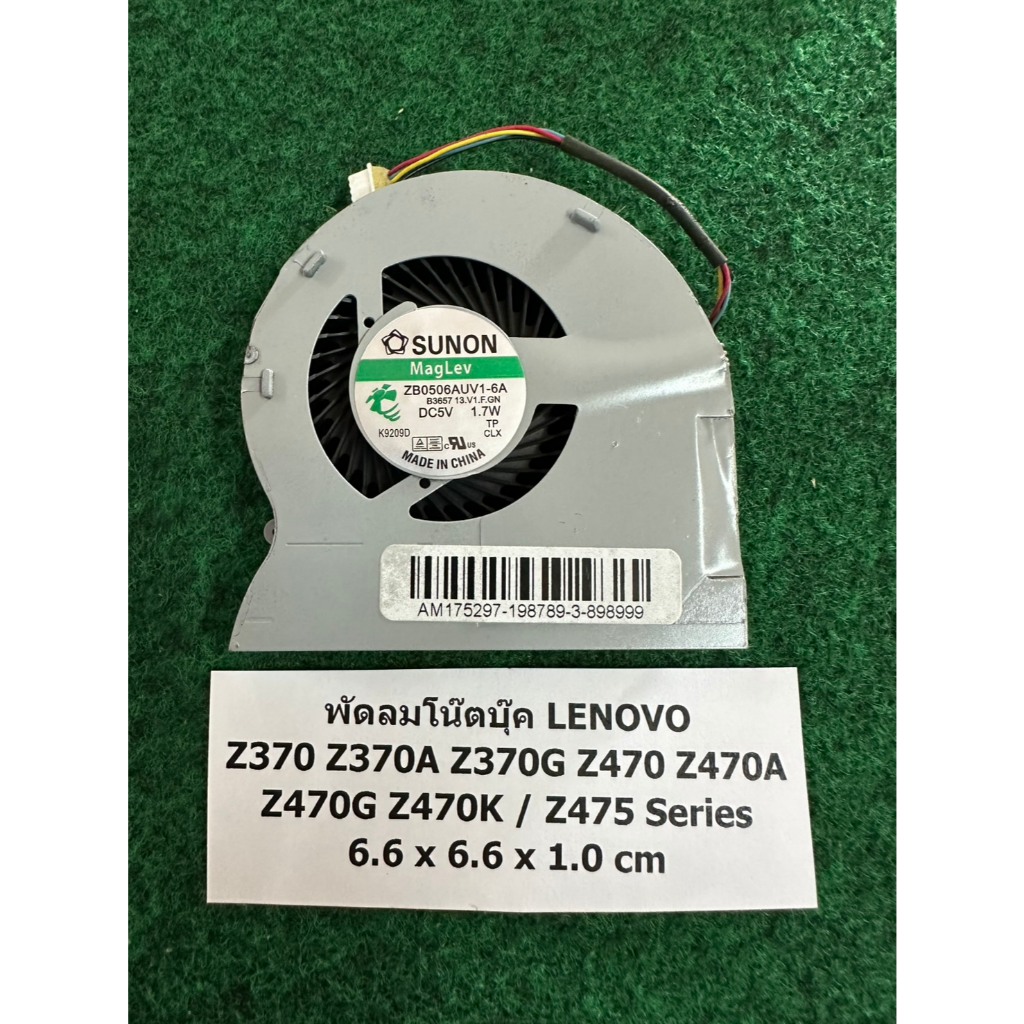 SUNON
MagLev
ZB0506AUV1-6A
B3657 13.V1.F.GN
DC5V 1.7W
TP
K9209D CLX
c RU us
MADE IN CHINA
AM175297-198789-3-898999
พัดลมโน๊ตบุ๊ค LENOVO
Z370 Z370A Z370G Z470 Z470A
Z470G Z470K / Z475 Series
6.6 x 6.6 x 1.0 cm